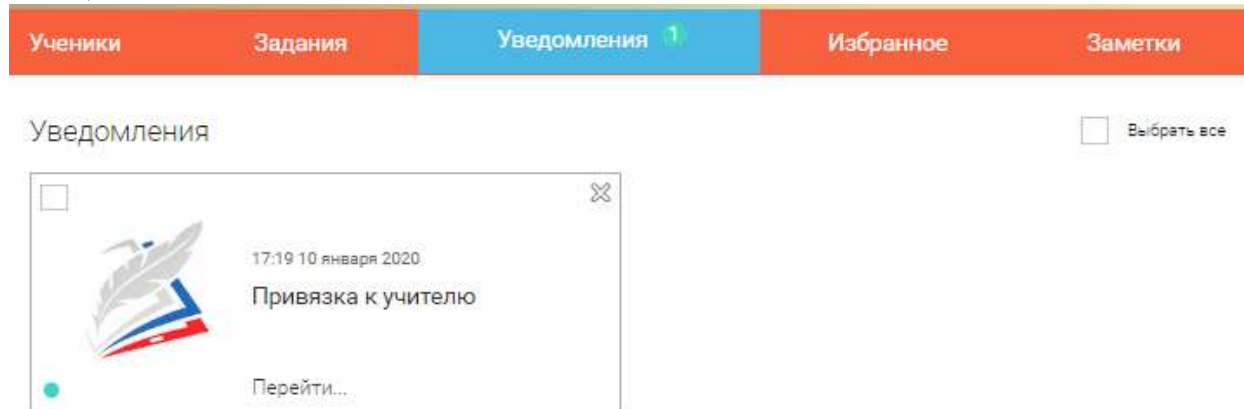 Ученики Задания Уведомления 1 Избранное Заметки
Уведомления Выбрать все
17:19 10 января 2020
Привязка к учителю
Перейти...